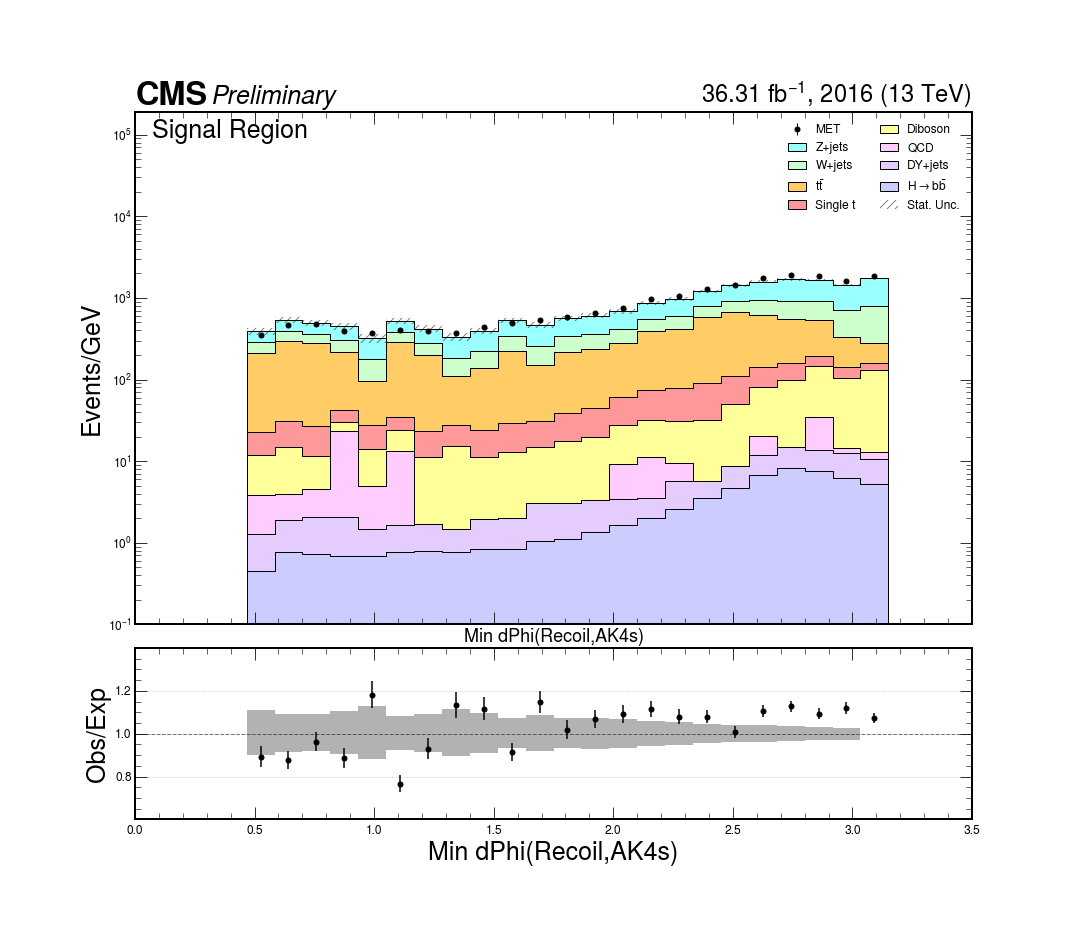 CMS Preliminary
36.31 fb⁻¹, 2016 (13 TeV)
Signal Region
MET
Z+jets
W+jets
tt̄
Single t
Diboson
QCD
DY+jets
H→bb̄
Stat. Unc.
Events/GeV
10⁵
10⁴
10³
10²
10¹
10⁰
10⁻¹
Min dPhi(Recoil,AK4s)
Obs/Exp
1.2
1.0
0.8
0.0 0.5 1.0 1.5 2.0 2.5 3.0 3.5
Min dPhi(Recoil,AK4s)